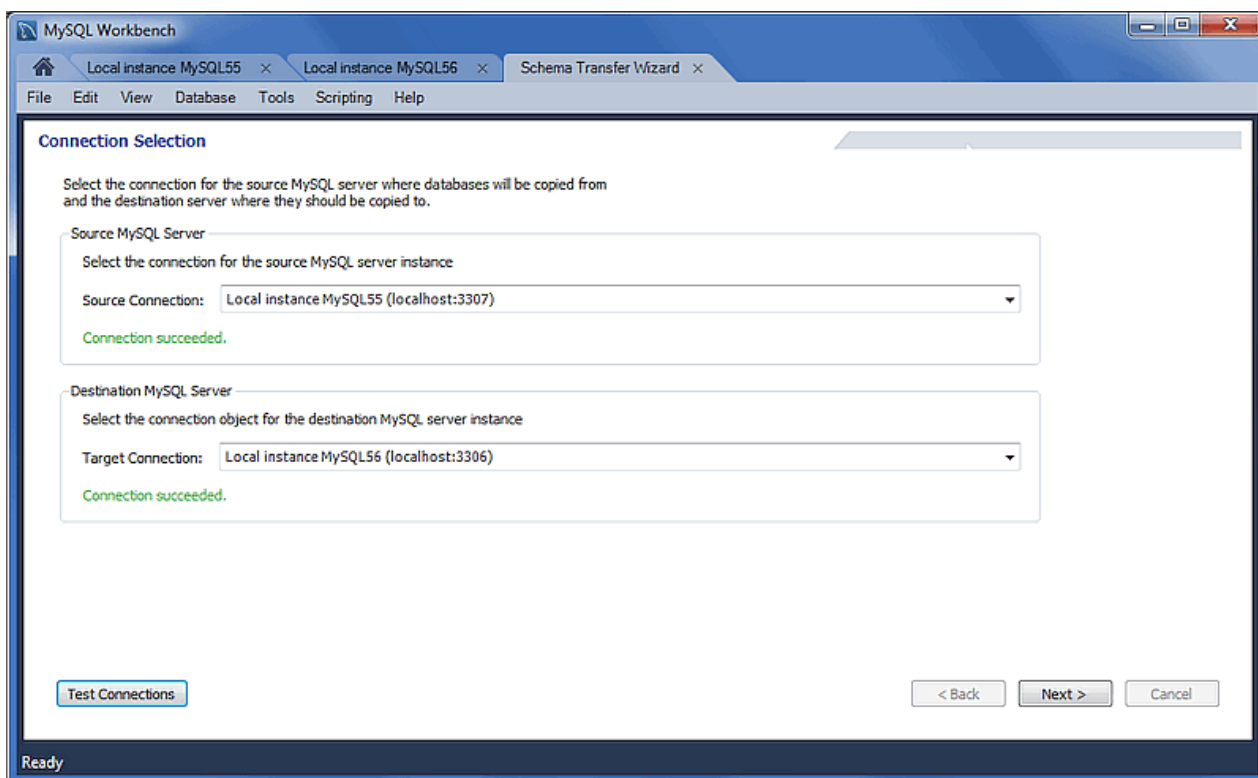 MySQL Workbench
Local instance MySQL55 Local instance MySQL56 Schema Transfer Wizard
File Edit View Database Tools Scripting Help
Connection Selection
Select the connection for the source MySQL server where databases will be copied from
and the destination server where they should be copied to.
Source MySQL Server
Select the connection for the source MySQL server instance
Source Connection: Local instance MySQL55 (localhost:3307)
Connection succeeded.
Destination MySQL Server
Select the connection object for the destination MySQL server instance
Target Connection: Local instance MySQL56 (localhost:3306)
Connection succeeded.
Test Connections < Back Next > Cancel
Ready